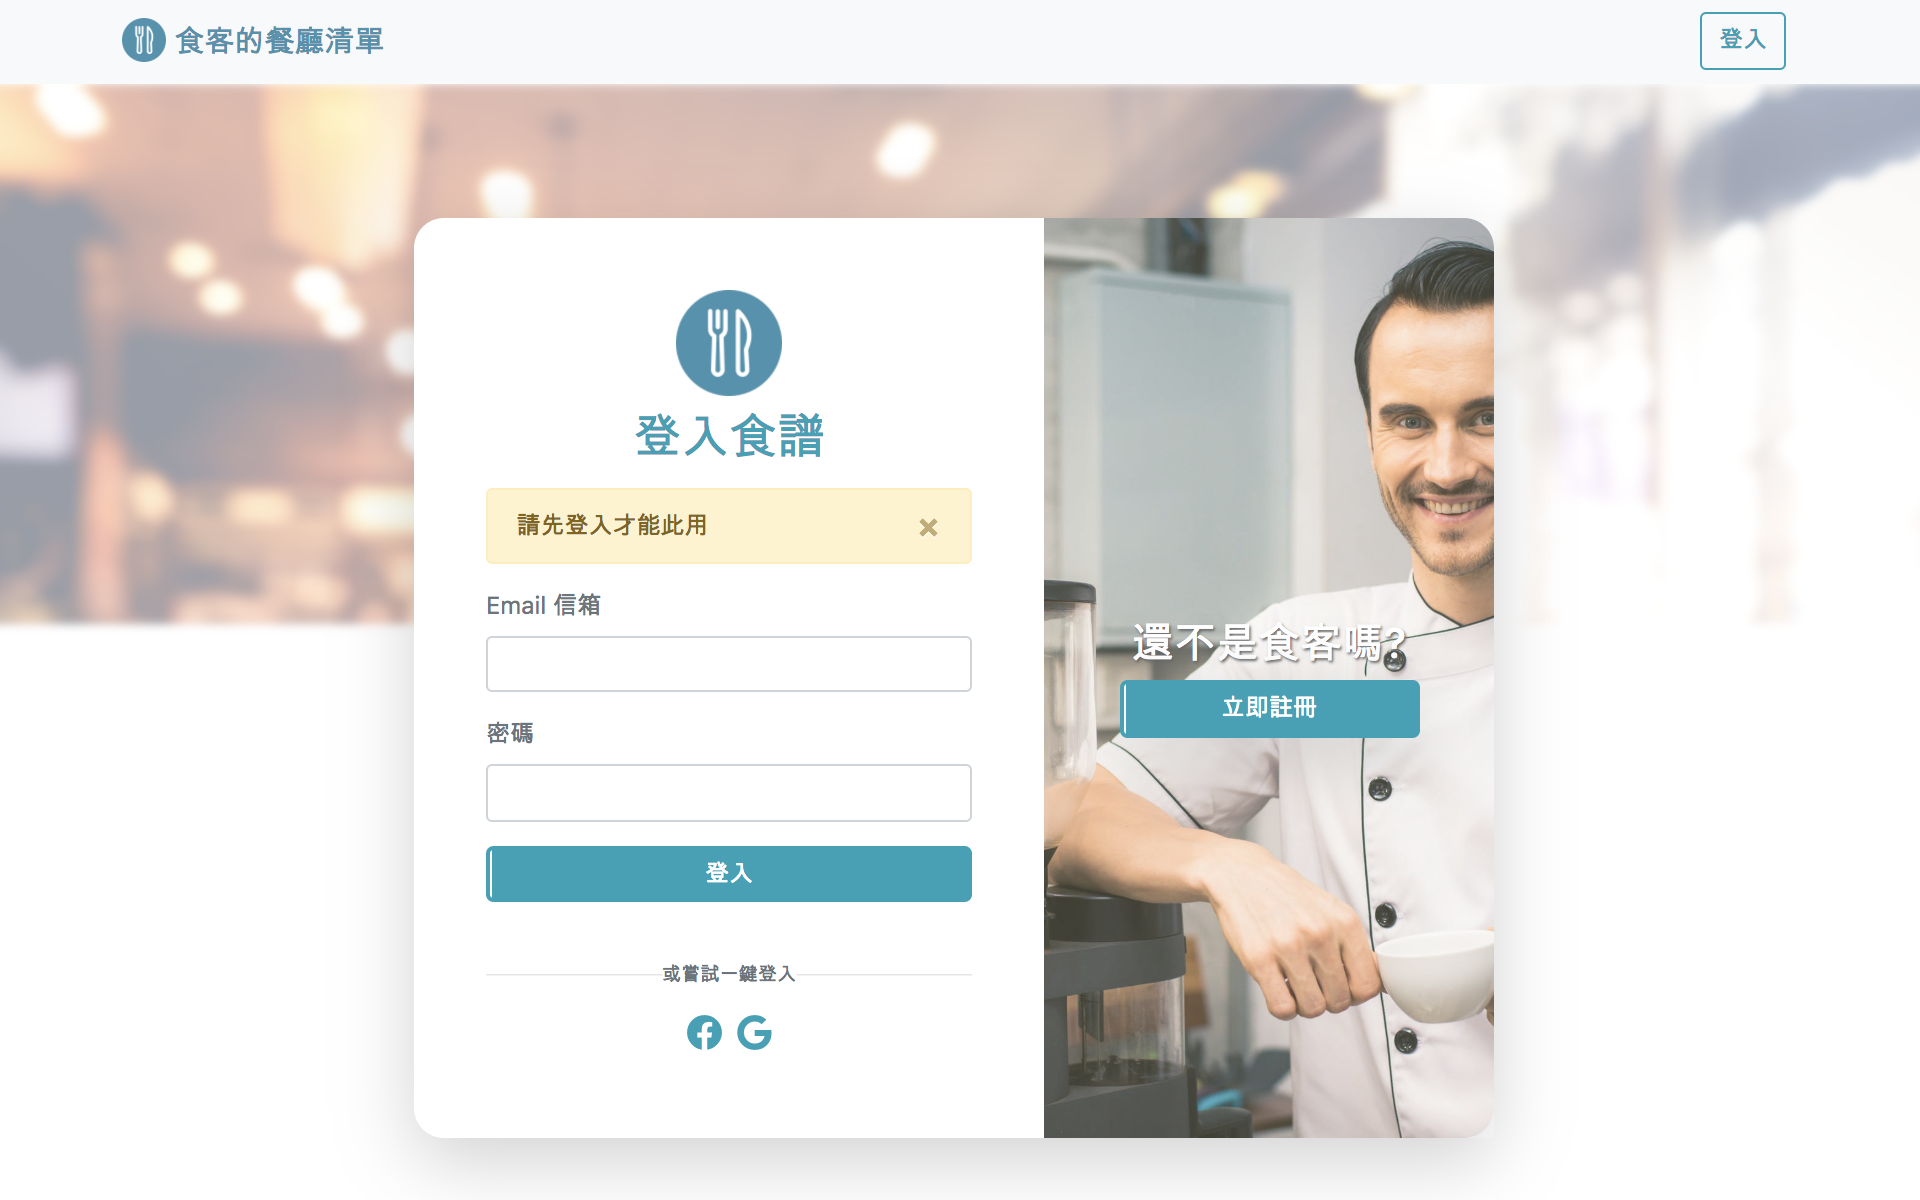 食客的餐廳清單
登入
登入食譜
請先登入才能此用
×
Email 信箱
密碼
登入
或嘗試一鍵登入
還不是食客嗎?
立即註冊